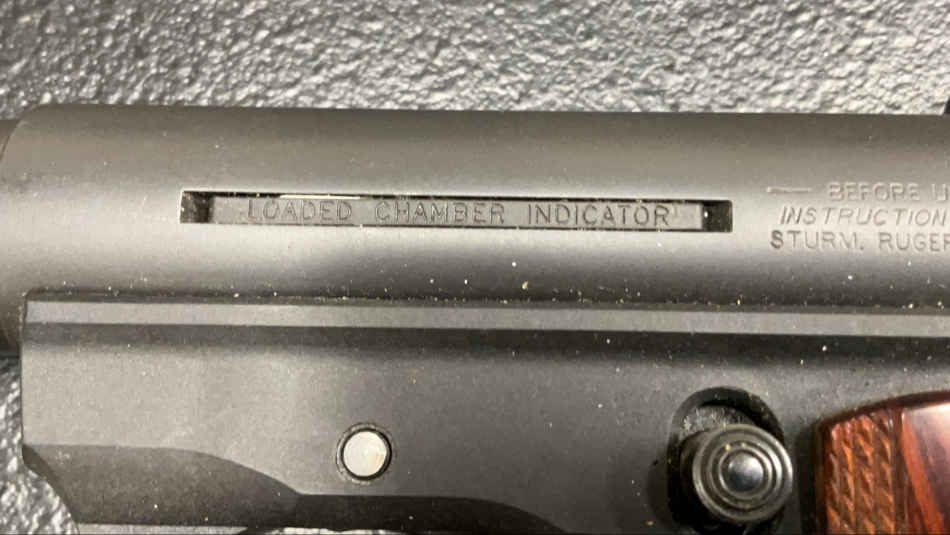 LOADED CHAMBER INDICATOR
BEFORE
INSTRUCTION
STURM, RUGER